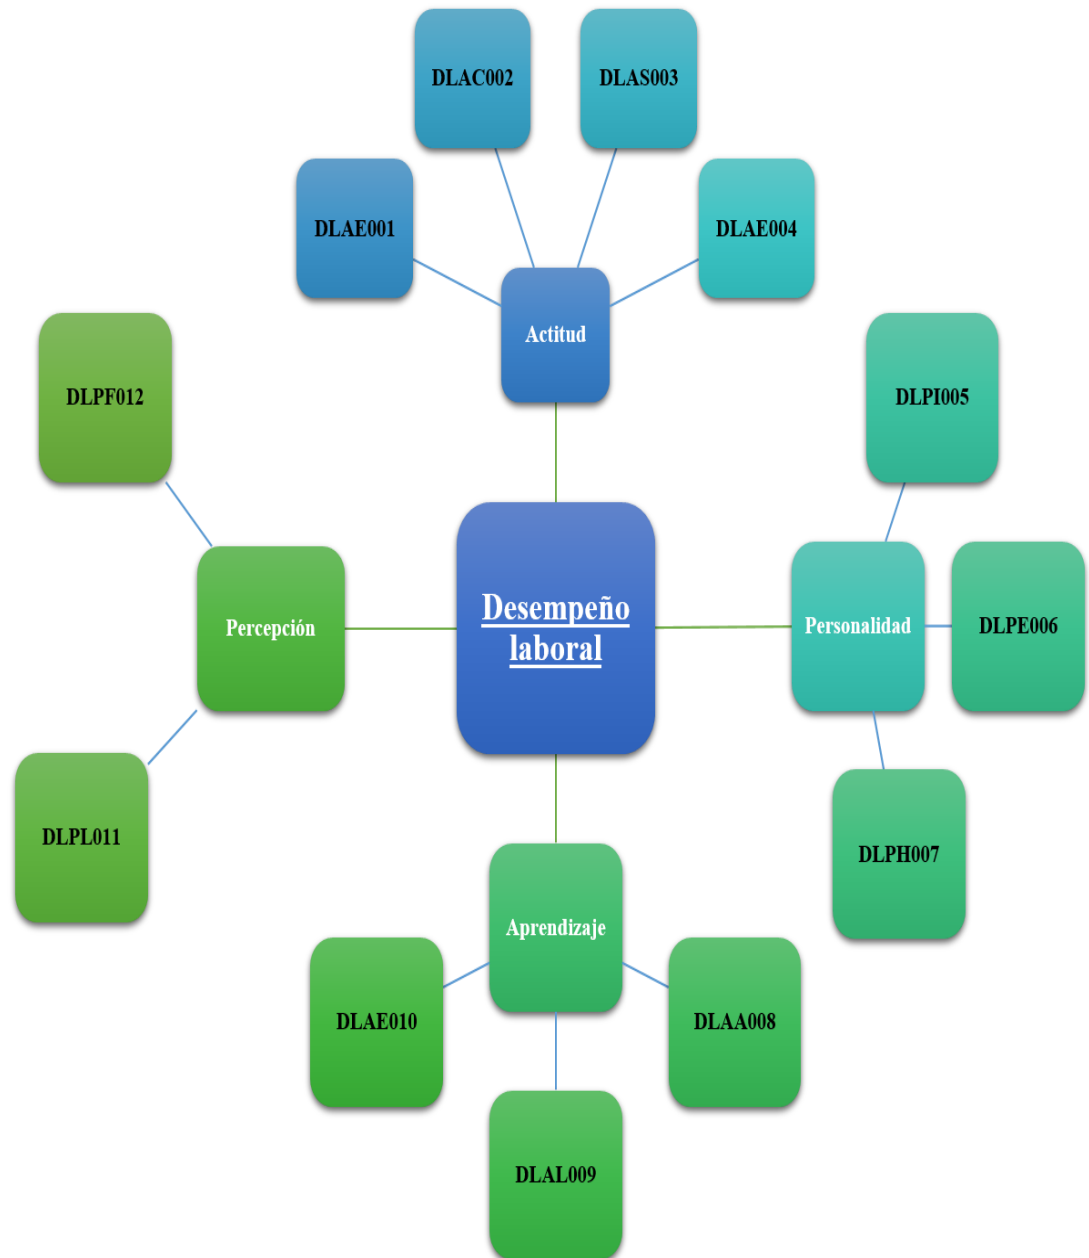 DLAC002
DLAS003
DLAE001
DLAE004
Actitud
DLPF012
DLPI005
Desempeño
laboral
Percepción
Personalidad
DLPE006
DLPL011
DLPH007
Aprendizaje
DLAE010
DLAA008
DLAL009